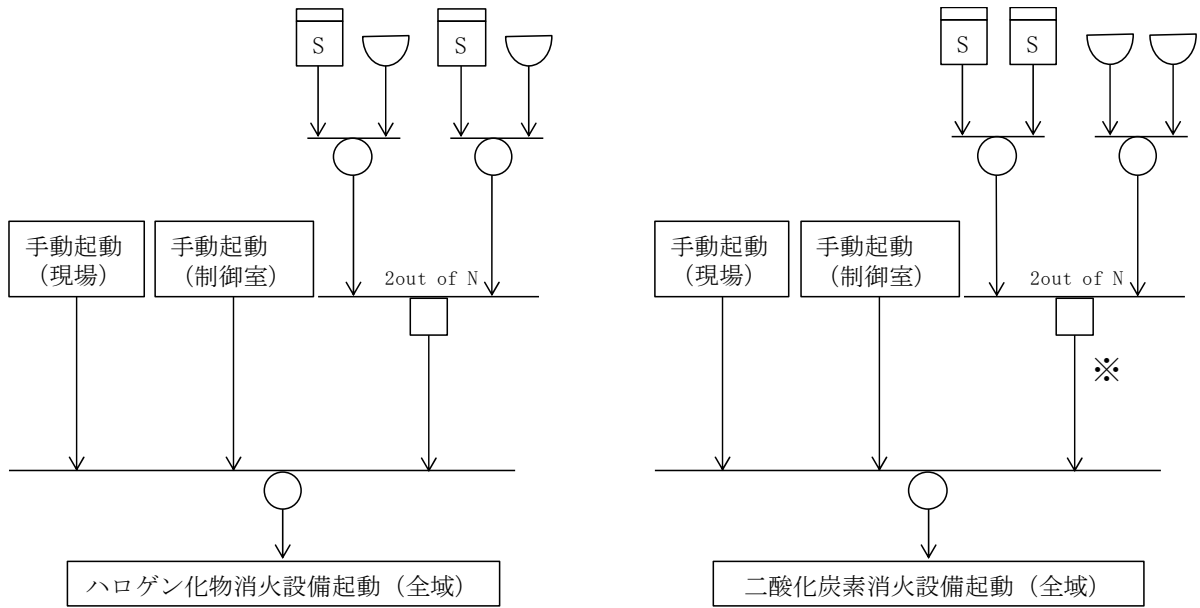 S
S
手動起動
(現場)
手動起動
(制御室)
2out of N
ハロゲン化物消火設備起動(全域)
S
S
手動起動
(現場)
手動起動
(制御室)
2out of N
※
二酸化炭素消火設備起動(全域)